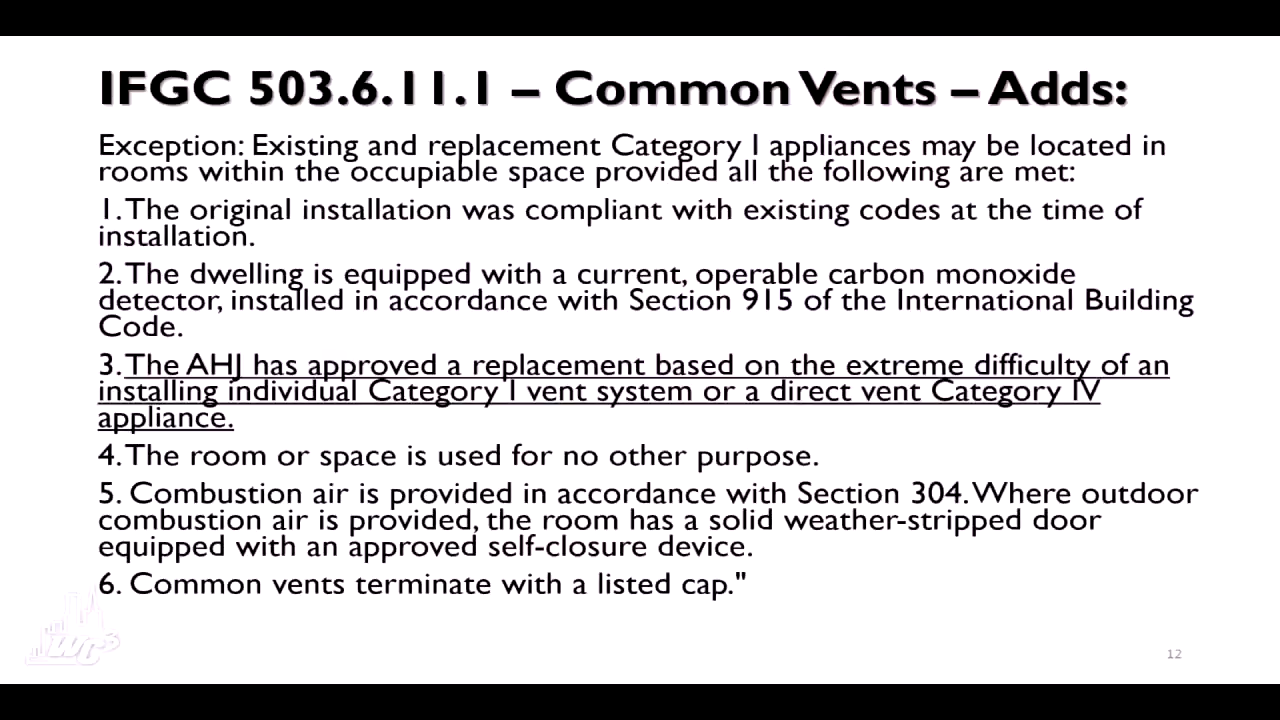 IFGC 503.6.11.1 – Common Vents – Adds:
Exception: Existing and replacement Category I appliances may be located in
rooms within the occupiable space provided all the following are met:
1. The original installation was compliant with existing codes at the time of
installation.
2. The dwelling is equipped with a current, operable carbon monoxide
detector, installed in accordance with Section 915 of the International Building
Code.
3. The AHJ has approved a replacement based on the extreme difficulty of an
installing individual Category I vent system or a direct vent Category IV
appliance.
4. The room or space is used for no other purpose.
5. Combustion air is provided in accordance with Section 304. Where outdoor
combustion air is provided, the room has a solid weather-stripped door
equipped with an approved self-closure device.
6. Common vents terminate with a listed cap."
12